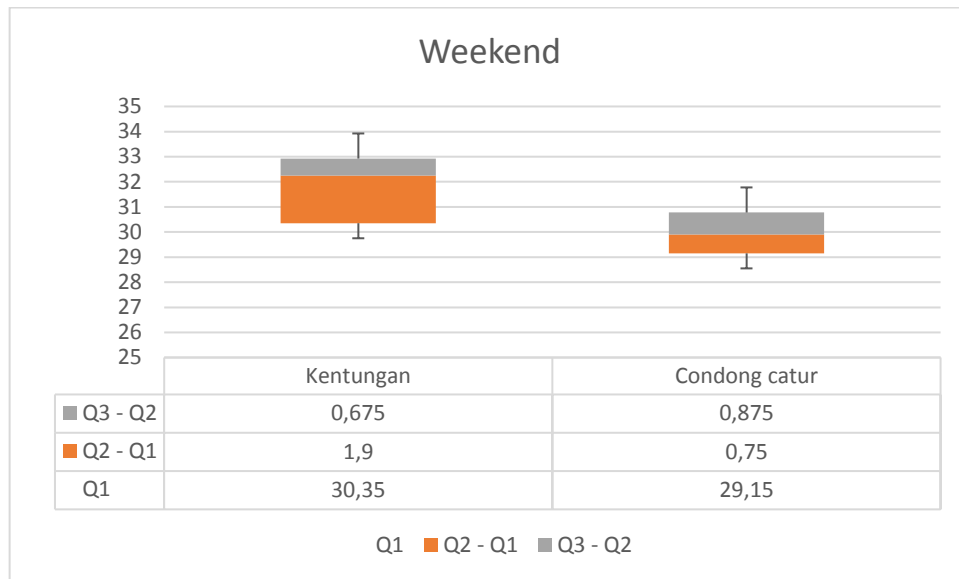 Weekend
35
34
33
32
31
30
29
28
27
26
25
Kentungan Condong catur
Q3 - Q2 0,675 0,875
Q2 - Q1 1,9 0,75
Q1 30,35 29,15
Q1 Q2 - Q1 Q3 - Q2